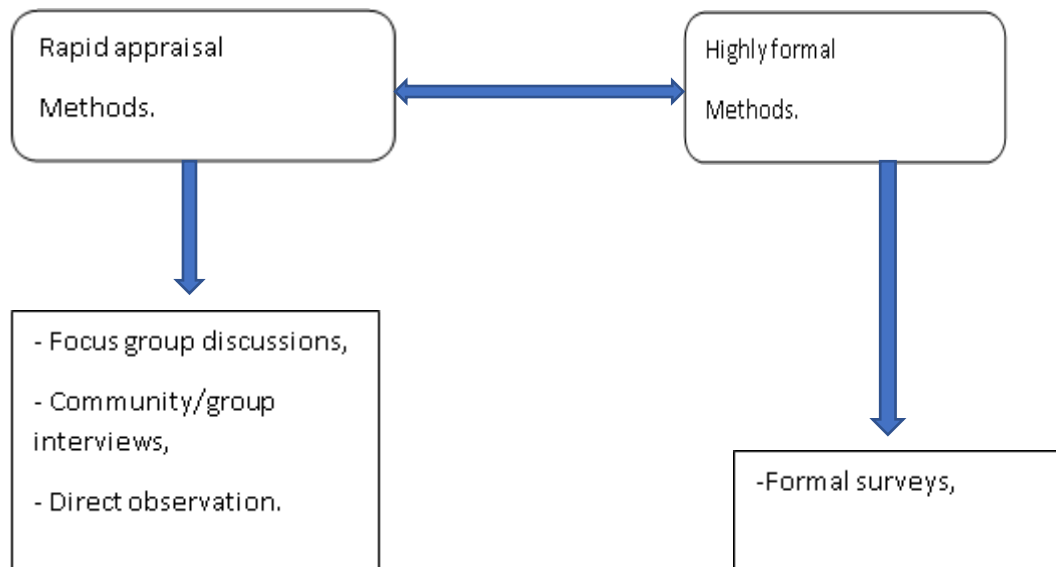 Rapid appraisal
Methods.
Highly formal
Methods.
- Focus group discussions,
- Community/group
interviews,
- Direct observation.
-Formal surveys,